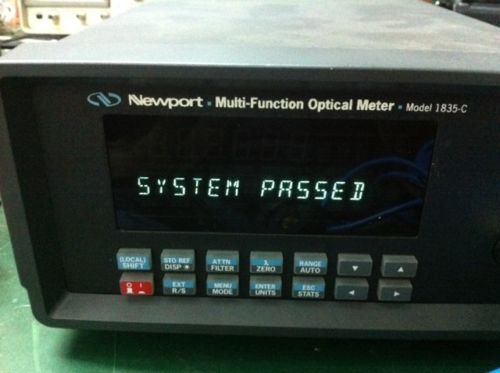 Newport • Multi-Function Optical Meter • Model 1835-C
SYSTEM PASSED
(LOCAL) STO REF ATTN λ RANGE
SHIFT DISP ☀ FILTER ZERO AUTO ▼ ▲
O I EXT MENU ENTER ESC
R/S MODE UNITS STATS ◄ ►